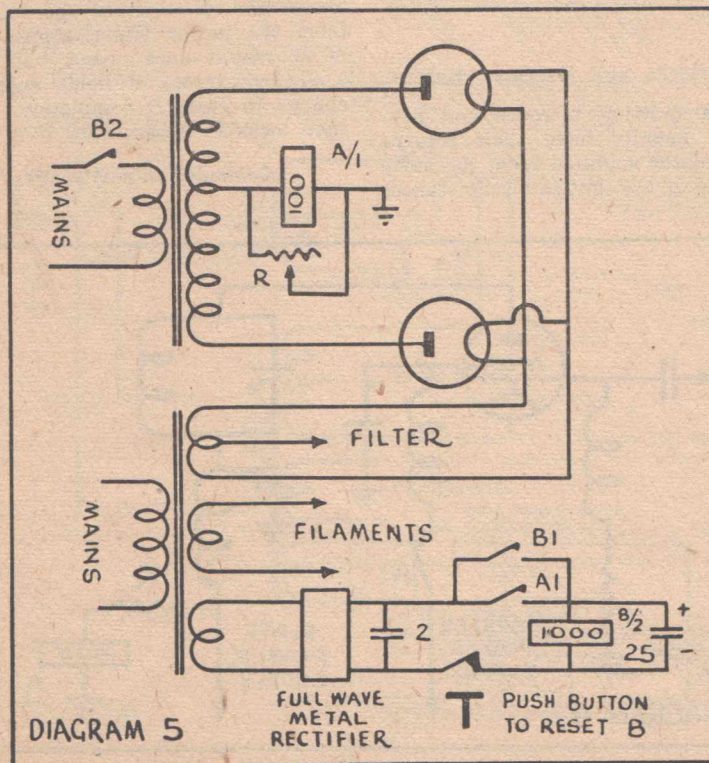 B2
A/1
MAINS
100
R
FILTER
MAINS
FILAMENTS
B1
A1
2
1000
B/2
25
+
-
FULL WAVE
METAL
RECTIFIER
PUSH BUTTON
TO RESET B
DIAGRAM 5